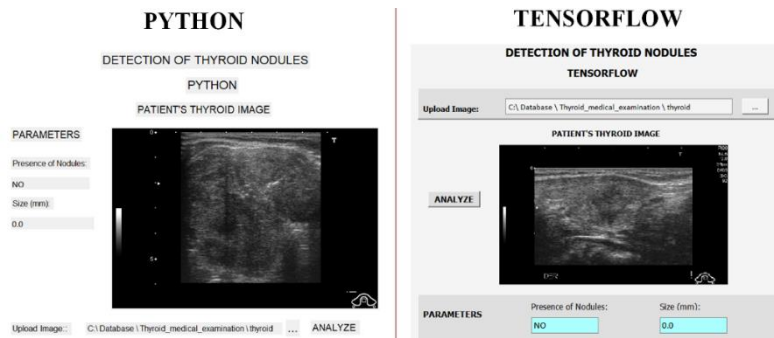 PYTHON
DETECTION OF THYROID NODULES
PYTHON
PATIENT'S THYROID IMAGE
PARAMETERS
Presence of Nodules:
NO
Size (mm):
0.0
0
5
T
Upload Image:: C:\ Database \ Thyroid_medical_examination \ thyroid ... ANALYZE
TENSORFLOW
DETECTION OF THYROID NODULES
TENSORFLOW
Upload Image: C:\ Database \ Thyroid_medical_examination \ thyroid ...
PATIENT'S THYROID IMAGE
ANALYZE
T
PARAMETERS
Presence of Nodules: Size (mm):
NO 0.0